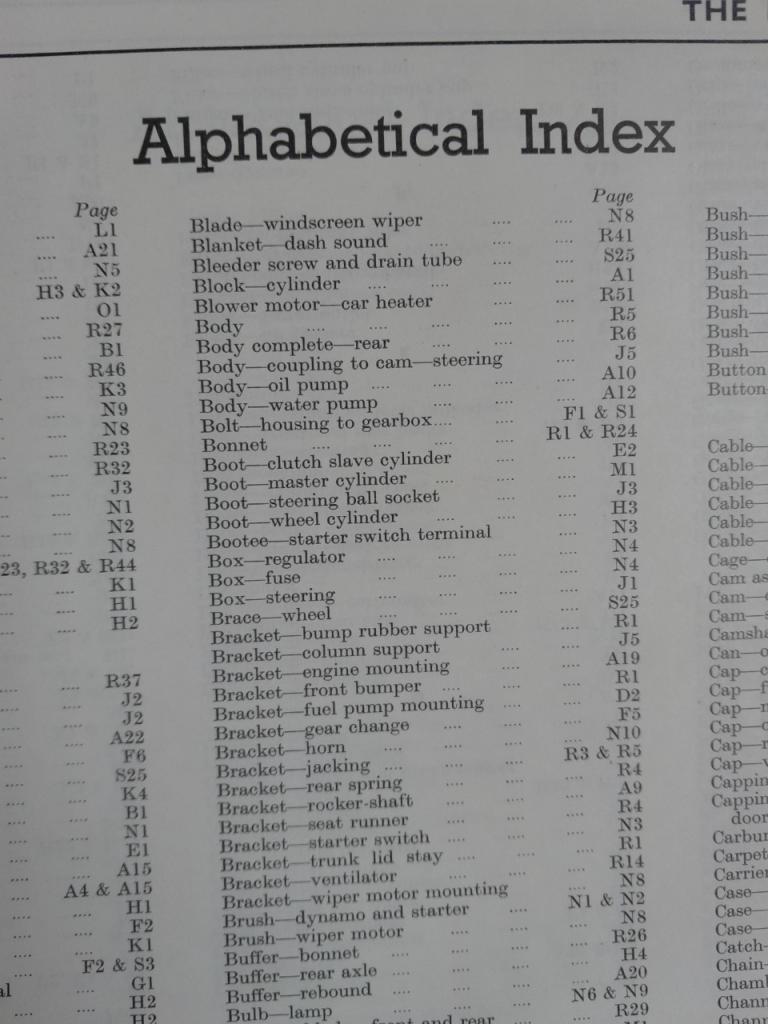 THE
Alphabetical Index
Page
.... L1
.... A21
.... N5
H3 & K2
.... O1
R27
.... B1
.... R46
.... K3
.... N9
.... N8
.... R23
.... R32
.... J3
.... N1
.... N2
.... N8
23, R32 & R44
.... .... K1
.... .... H1
.... .... H2
.... .... R37
.... .... J2
.... .... J2
.... .... A22
.... .... F6
.... .... S25
.... .... K4
.... .... B1
.... .... N1
.... .... E1
.... .... A15
.... A4 & A15
.... .... H1
.... .... F2
.... .... K1
.... F2 & S3
al .... G1
.... .... H2
H2
Page
Blade—windscreen wiper .... .... N8
Blanket—dash sound .... .... .... R41
Bleeder screw and drain tube .... .... S25
Block—cylinder .... .... .... .... A1
Blower motor—car heater .... .... R51
Body .... .... .... .... .... R5
Body complete—rear .... .... .... R6
Body—coupling to cam—steering .... J5
Body—oil pump .... .... .... .... A10
Body—water pump .... .... .... A12
Bolt—housing to gearbox .... .... F1 & S1
Bonnet .... .... .... .... R1 & R24
Boot—clutch slave cylinder .... .... E2
Boot—master cylinder .... .... .... M1
Boot—steering ball socket .... .... J3
Boot—wheel cylinder .... .... .... H3
Bootee—starter switch terminal .... N3
Box—regulator .... .... .... .... N4
Box—fuse .... .... .... .... N4
Box—steering .... .... .... .... J1
Brace—wheel .... .... .... .... S25
Bracket—bump rubber support .... R1
Bracket—column support .... .... J5
Bracket—engine mounting .... .... A19
Bracket—front bumper .... .... .... R1
Bracket—fuel pump mounting .... .... D2
Bracket—gear change .... .... .... F5
Bracket—horn .... .... .... .... N10
Bracket—jacking .... .... .... R3 & R5
Bracket—rear spring .... .... .... R4
Bracket—rocker-shaft .... .... .... A9
Bracket—seat runner .... .... .... R4
Bracket—starter switch .... .... .... N3
Bracket—trunk lid stay .... .... .... R1
Bracket—ventilator .... .... .... R14
Bracket—wiper motor mounting .... N8
Brush—dynamo and starter .... N1 & N2
Brush—wiper motor .... .... .... N8
Buffer—bonnet .... .... .... .... R26
Buffer—rear axle .... .... .... .... H4
Buffer—rebound .... .... .... .... A20
Bulb—lamp .... .... .... N6 & N9
front and rear R29
Bush—
Bush—
Bush—
Bush—
Bush—
Bush—
Bush—
Bush—
Button
Button
Cable—
Cable—
Cable—
Cable—
Cable—
Cable—
Cage—
Cam as
Cam—
Cam—
Camsha
Can—o
Cap—c
Cap—f
Cap—
Cap—
Cap—
Cap—
Cappin
Cappin
door
Carbur
Carpet
Carrier
Case—
Case—
Case—
Catch—
Chain—
Chaml
Chann
Chann